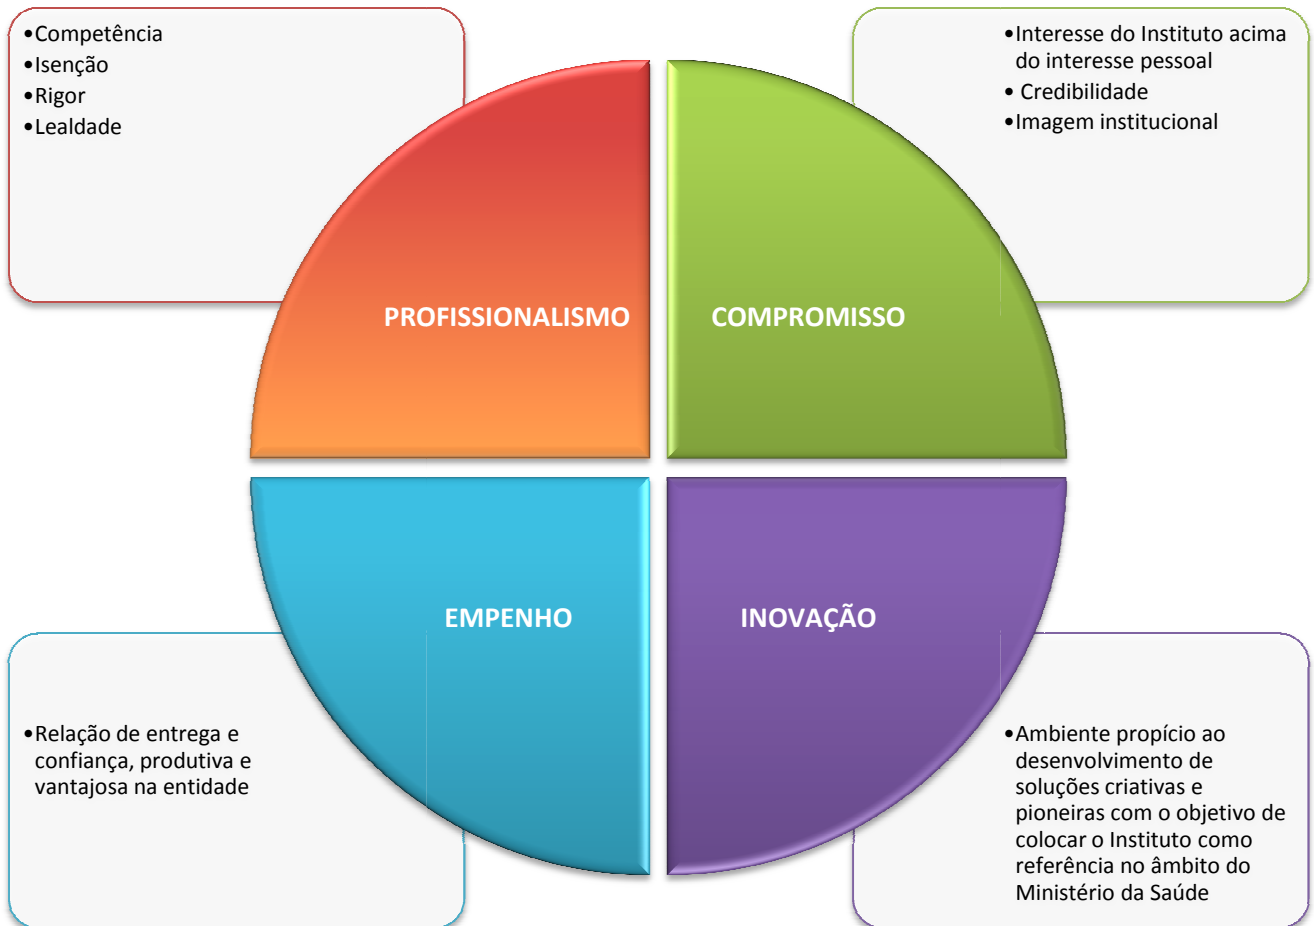 •Competência
•Isenção
•Rigor
•Lealdade
•Interesse do Instituto acima
do interesse pessoal
• Credibilidade
•Imagem institucional
PROFISSIONALISMO
COMPROMISSO
EMPENHO
INOVAÇÃO
•Relação de entrega e
confiança, produtiva e
vantajosa na entidade
•Ambiente propício ao
desenvolvimento de
soluções criativas e
pioneiras com o objetivo de
colocar o Instituto como
referência no âmbito do
Ministério da Saúde